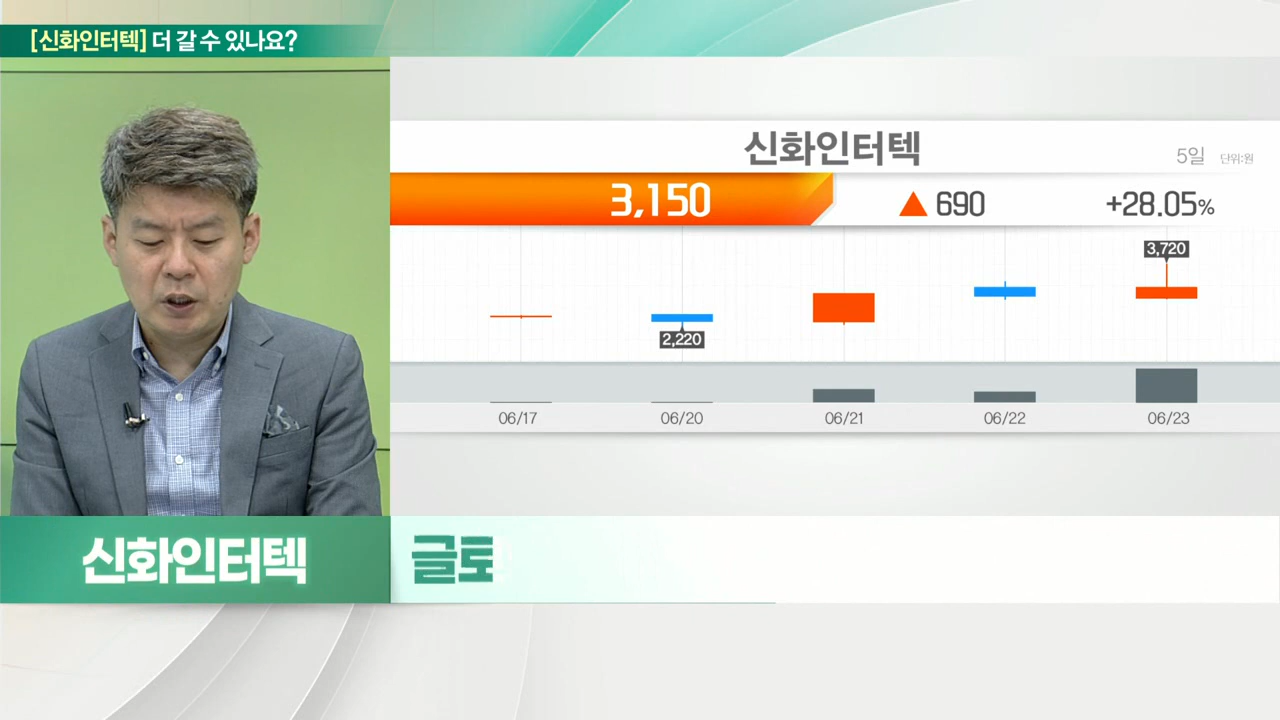 [신화인터텍] 더 갈 수 있나요?
신화인터텍
5일 단위:원
3,150 ▲ 690 +28.05%
3,720
2,220
06/17 06/20 06/21 06/22 06/23
신화인터텍
글토